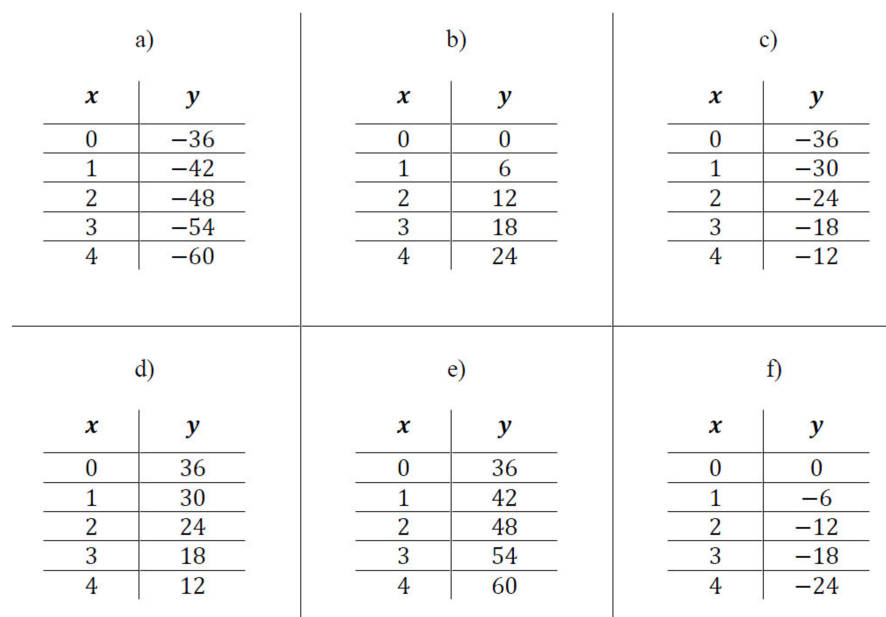 a)
x y
0 −36
1 −42
2 −48
3 −54
4 −60
b)
x y
0 0
1 6
2 12
3 18
4 24
c)
x y
0 −36
1 −30
2 −24
3 −18
4 −12
d)
x y
0 36
1 30
2 24
3 18
4 12
e)
x y
0 36
1 42
2 48
3 54
4 60
f)
x y
0 0
1 −6
2 −12
3 −18
4 −24